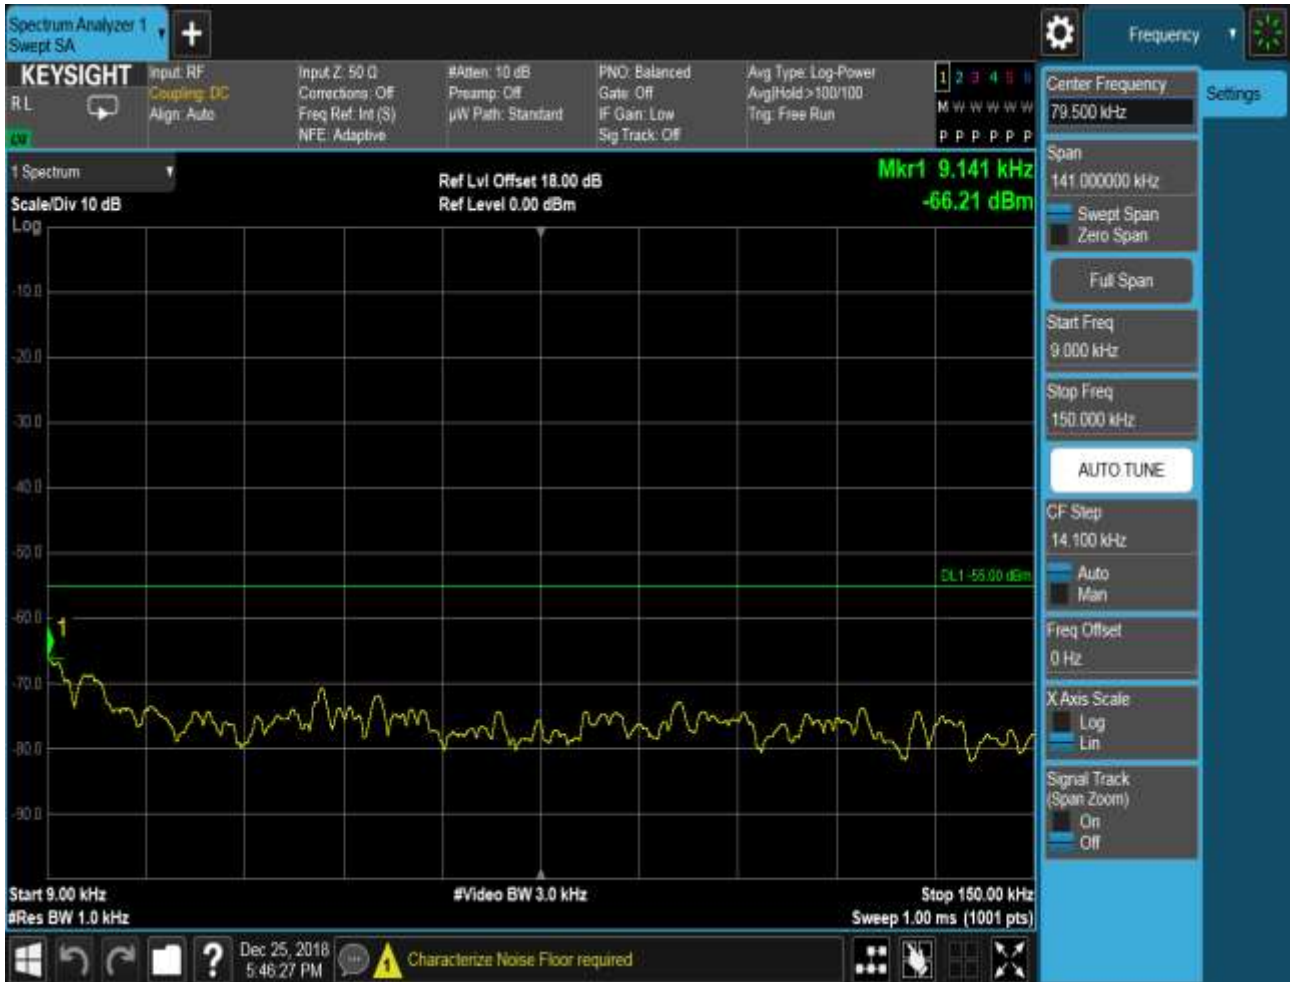 Spectrum Analyzer 1
Swept SA
Frequency
KEYSIGHT
RL
Input: RF
Coupling: DC
Align: Auto
Input Z: 50 Ω
Corrections: Off
Freq Ref: Int (S)
NFE: Adaptive
#Atten: 10 dB
Preamp: Off
µW Path: Standard
PNO: Balanced
Gate: Off
IF Gain: Low
Sig Track: Off
Avg Type: Log-Power
Avg|Hold:>100/100
Trig: Free Run
1 2 3 4 5 6
M W W W W W
P P P P P P
1 Spectrum
Scale/Div 10 dB
Log
Ref Lvl Offset 18.00 dB
Ref Level 0.00 dBm
Mkr1 9.141 kHz
-66.21 dBm
-10.0
-20.0
-30.0
-40.0
-50.0
-60.0
-70.0
-80.0
-90.0
DL1 -55.00 dBm
1
Start 9.00 kHz
#Res BW 1.0 kHz
#Video BW 3.0 kHz
Stop 150.00 kHz
Sweep 1.00 ms (1001 pts)
Center Frequency
79.500 kHz
Settings
Span
141.000000 kHz
Swept Span
Zero Span
Full Span
Start Freq
9.000 kHz
Stop Freq
150.000 kHz
AUTO TUNE
CF Step
14.100 kHz
Auto
Man
Freq Offset
0 Hz
X Axis Scale
Log
Lin
Signal Track
(Span Zoom)
On
Off
?
Dec 25, 2018
5:46:27 PM
Characterize Noise Floor required